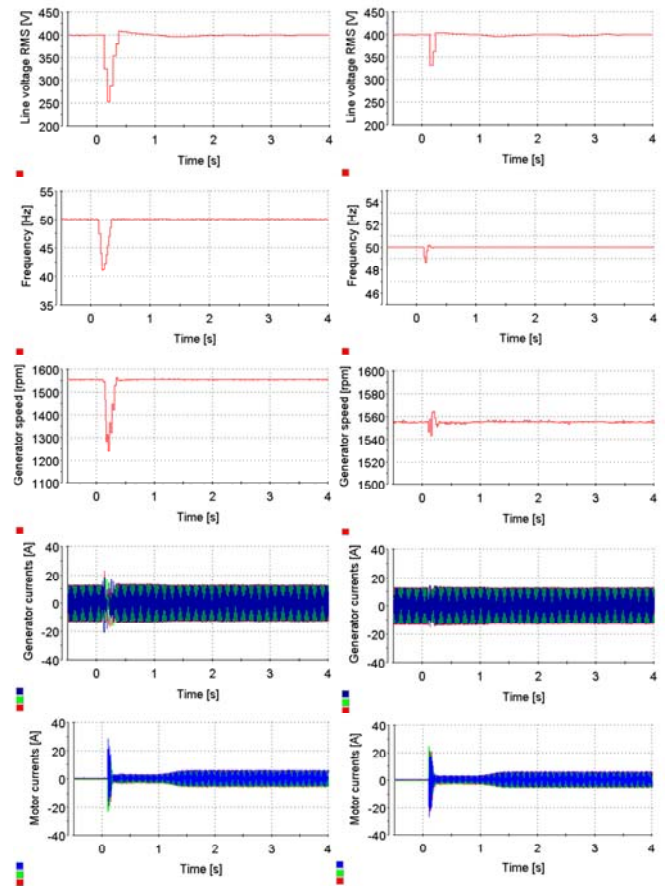 Line voltage RMS [V]
450
400
350
300
250
200
0 1 2 3 4
Time [s]
Line voltage RMS [V]
450
400
350
300
250
200
0 1 2 3 4
Time [s]
Frequency [Hz]
55
50
45
40
35
0 1 2 3 4
Time [s]
Frequency [Hz]
54
52
50
48
46
0 1 2 3 4
Time [s]
Generator speed [rpm]
1600
1500
1400
1300
1200
1100
0 1 2 3 4
Time [s]
Generator speed [rpm]
1600
1580
1560
1540
1520
1500
0 1 2 3 4
Time [s]
Generator currents [A]
40
20
0
-20
-40
0 1 2 3 4
Time [s]
Generator currents [A]
40
20
0
-20
-40
0 1 2 3 4
Time [s]
Motor currents [A]
40
20
0
-20
-40
0 1 2 3 4
Time [s]
Motor currents [A]
40
20
0
-20
-40
0 1 2 3 4
Time [s]